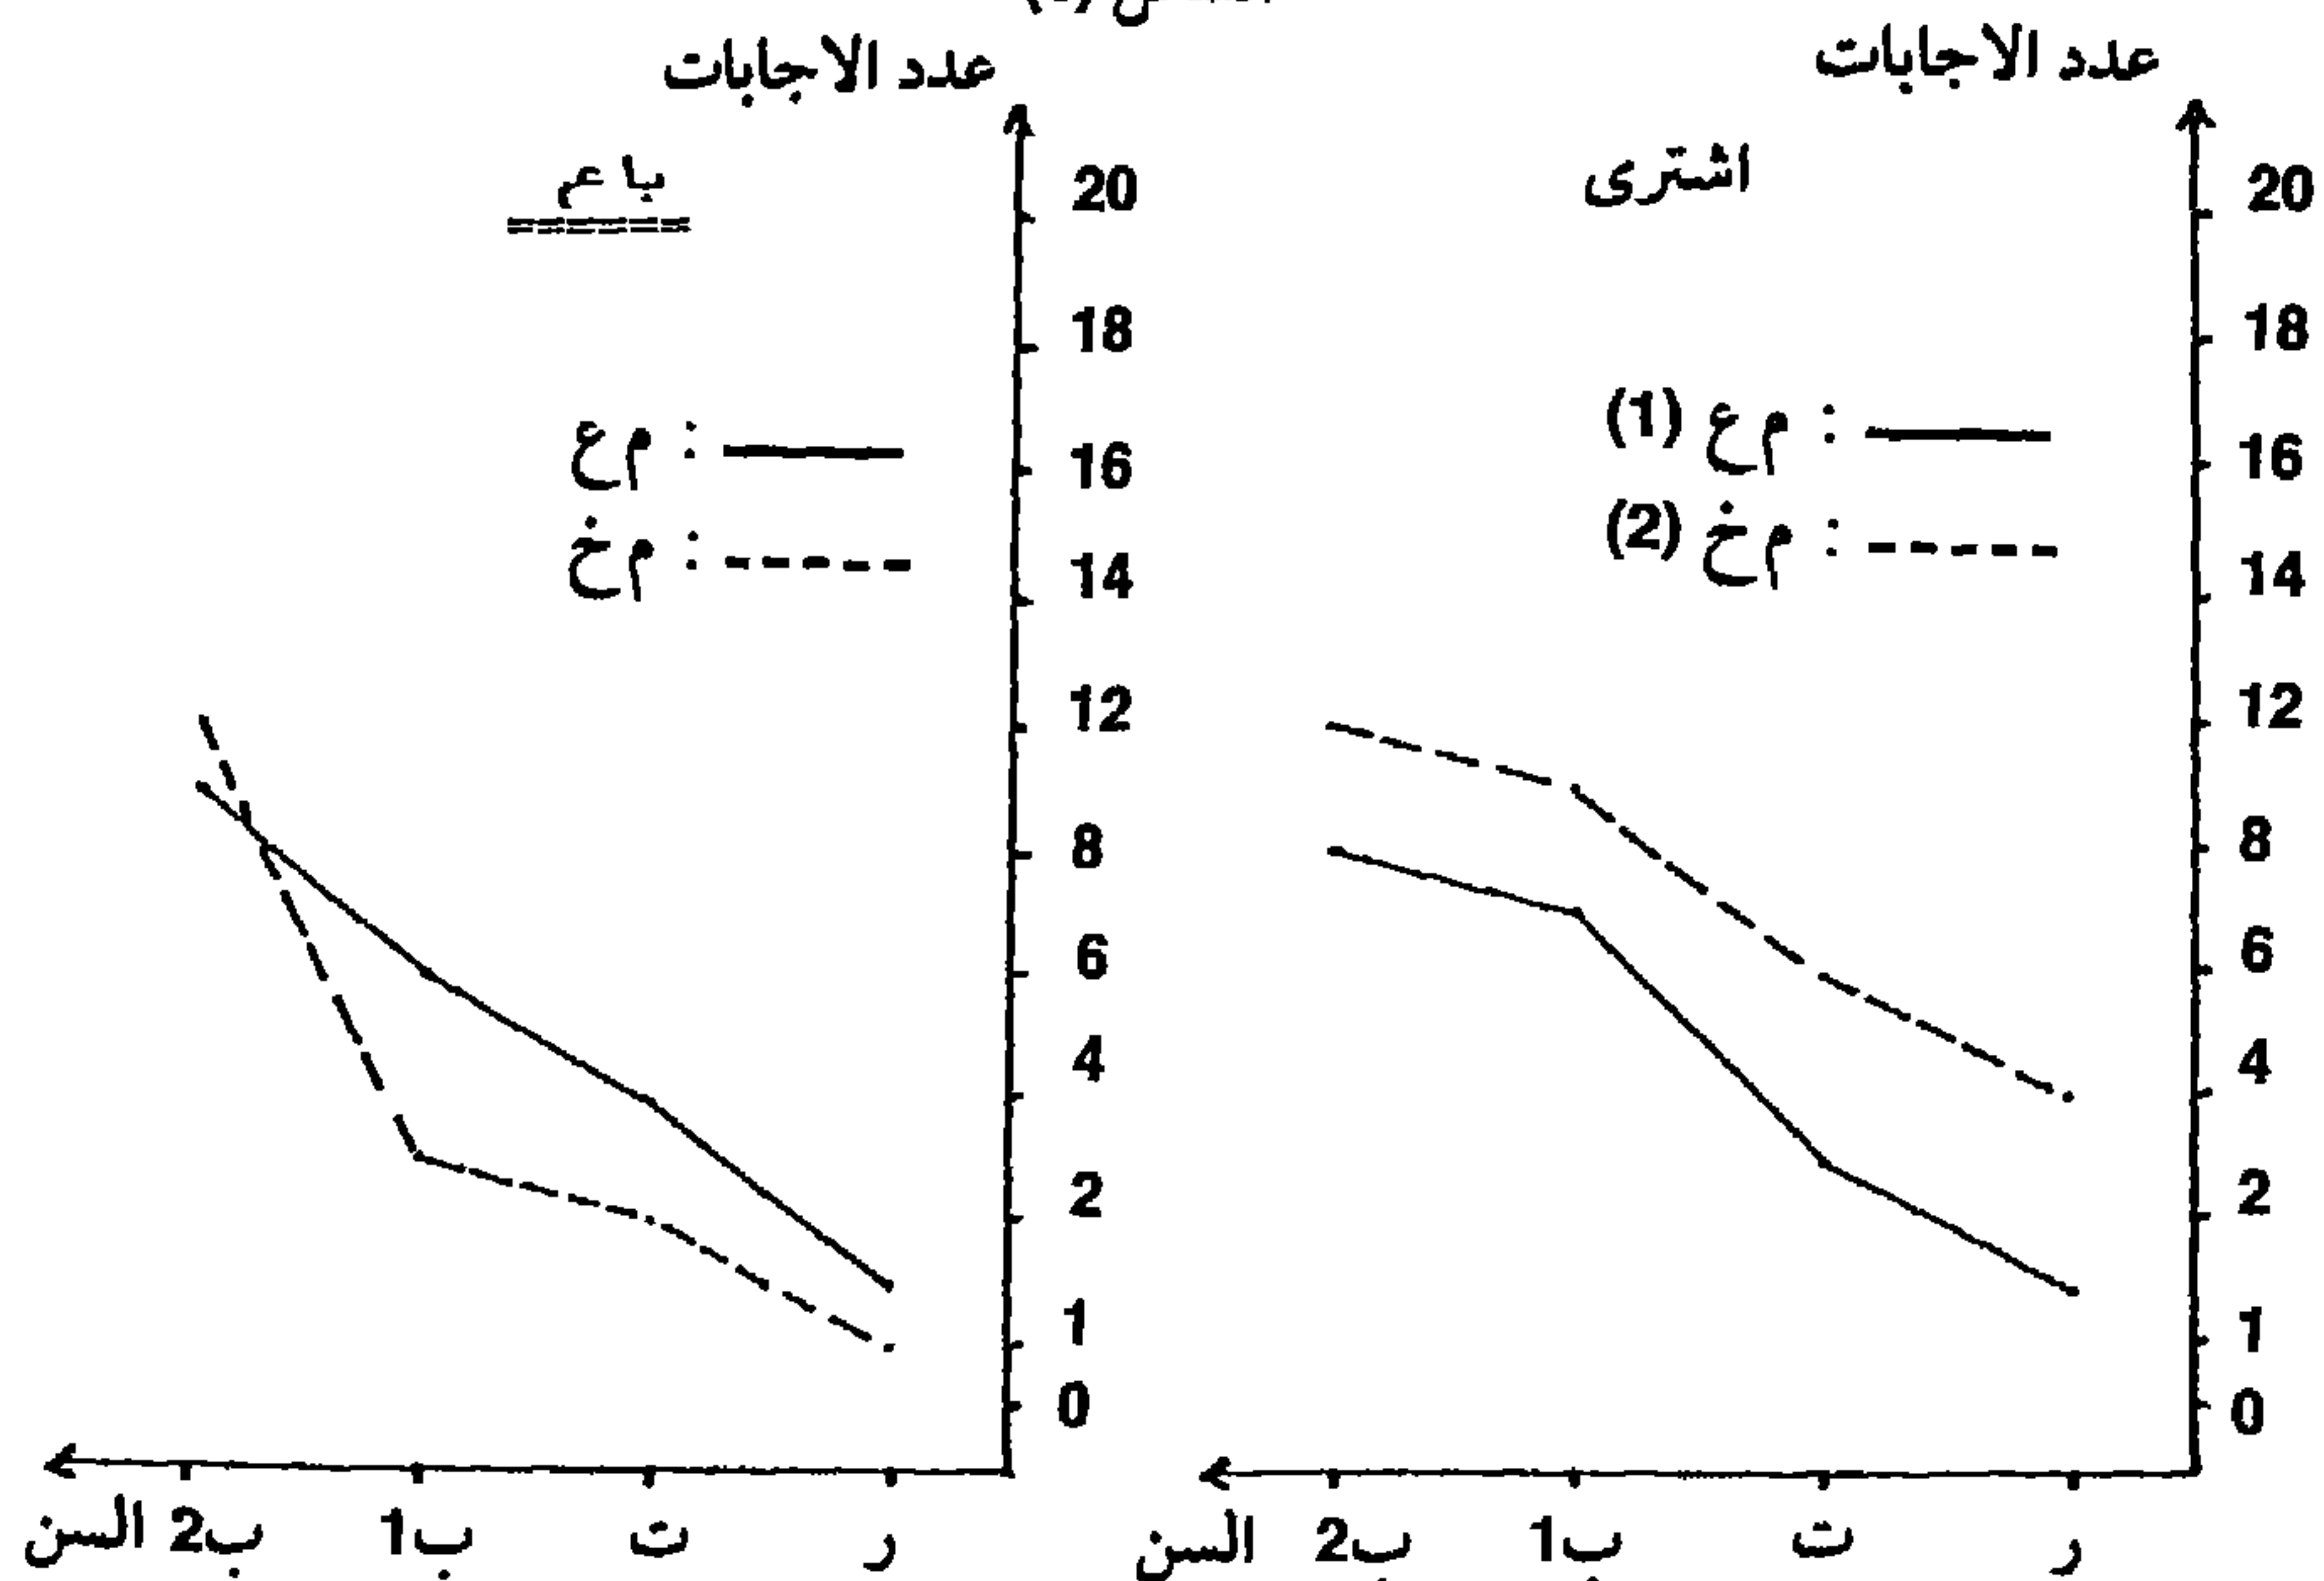 عدد الاجابات
اشترى
م ع (1)
م خ (2)
20
18
16
14
12
8
6
4
2
1
0
ر ت ب1 ب2 السن
عدد الاجابات
باع
م ع
م خ
20
18
16
14
12
8
6
4
2
1
0
ر ت ب1 ب2 السن